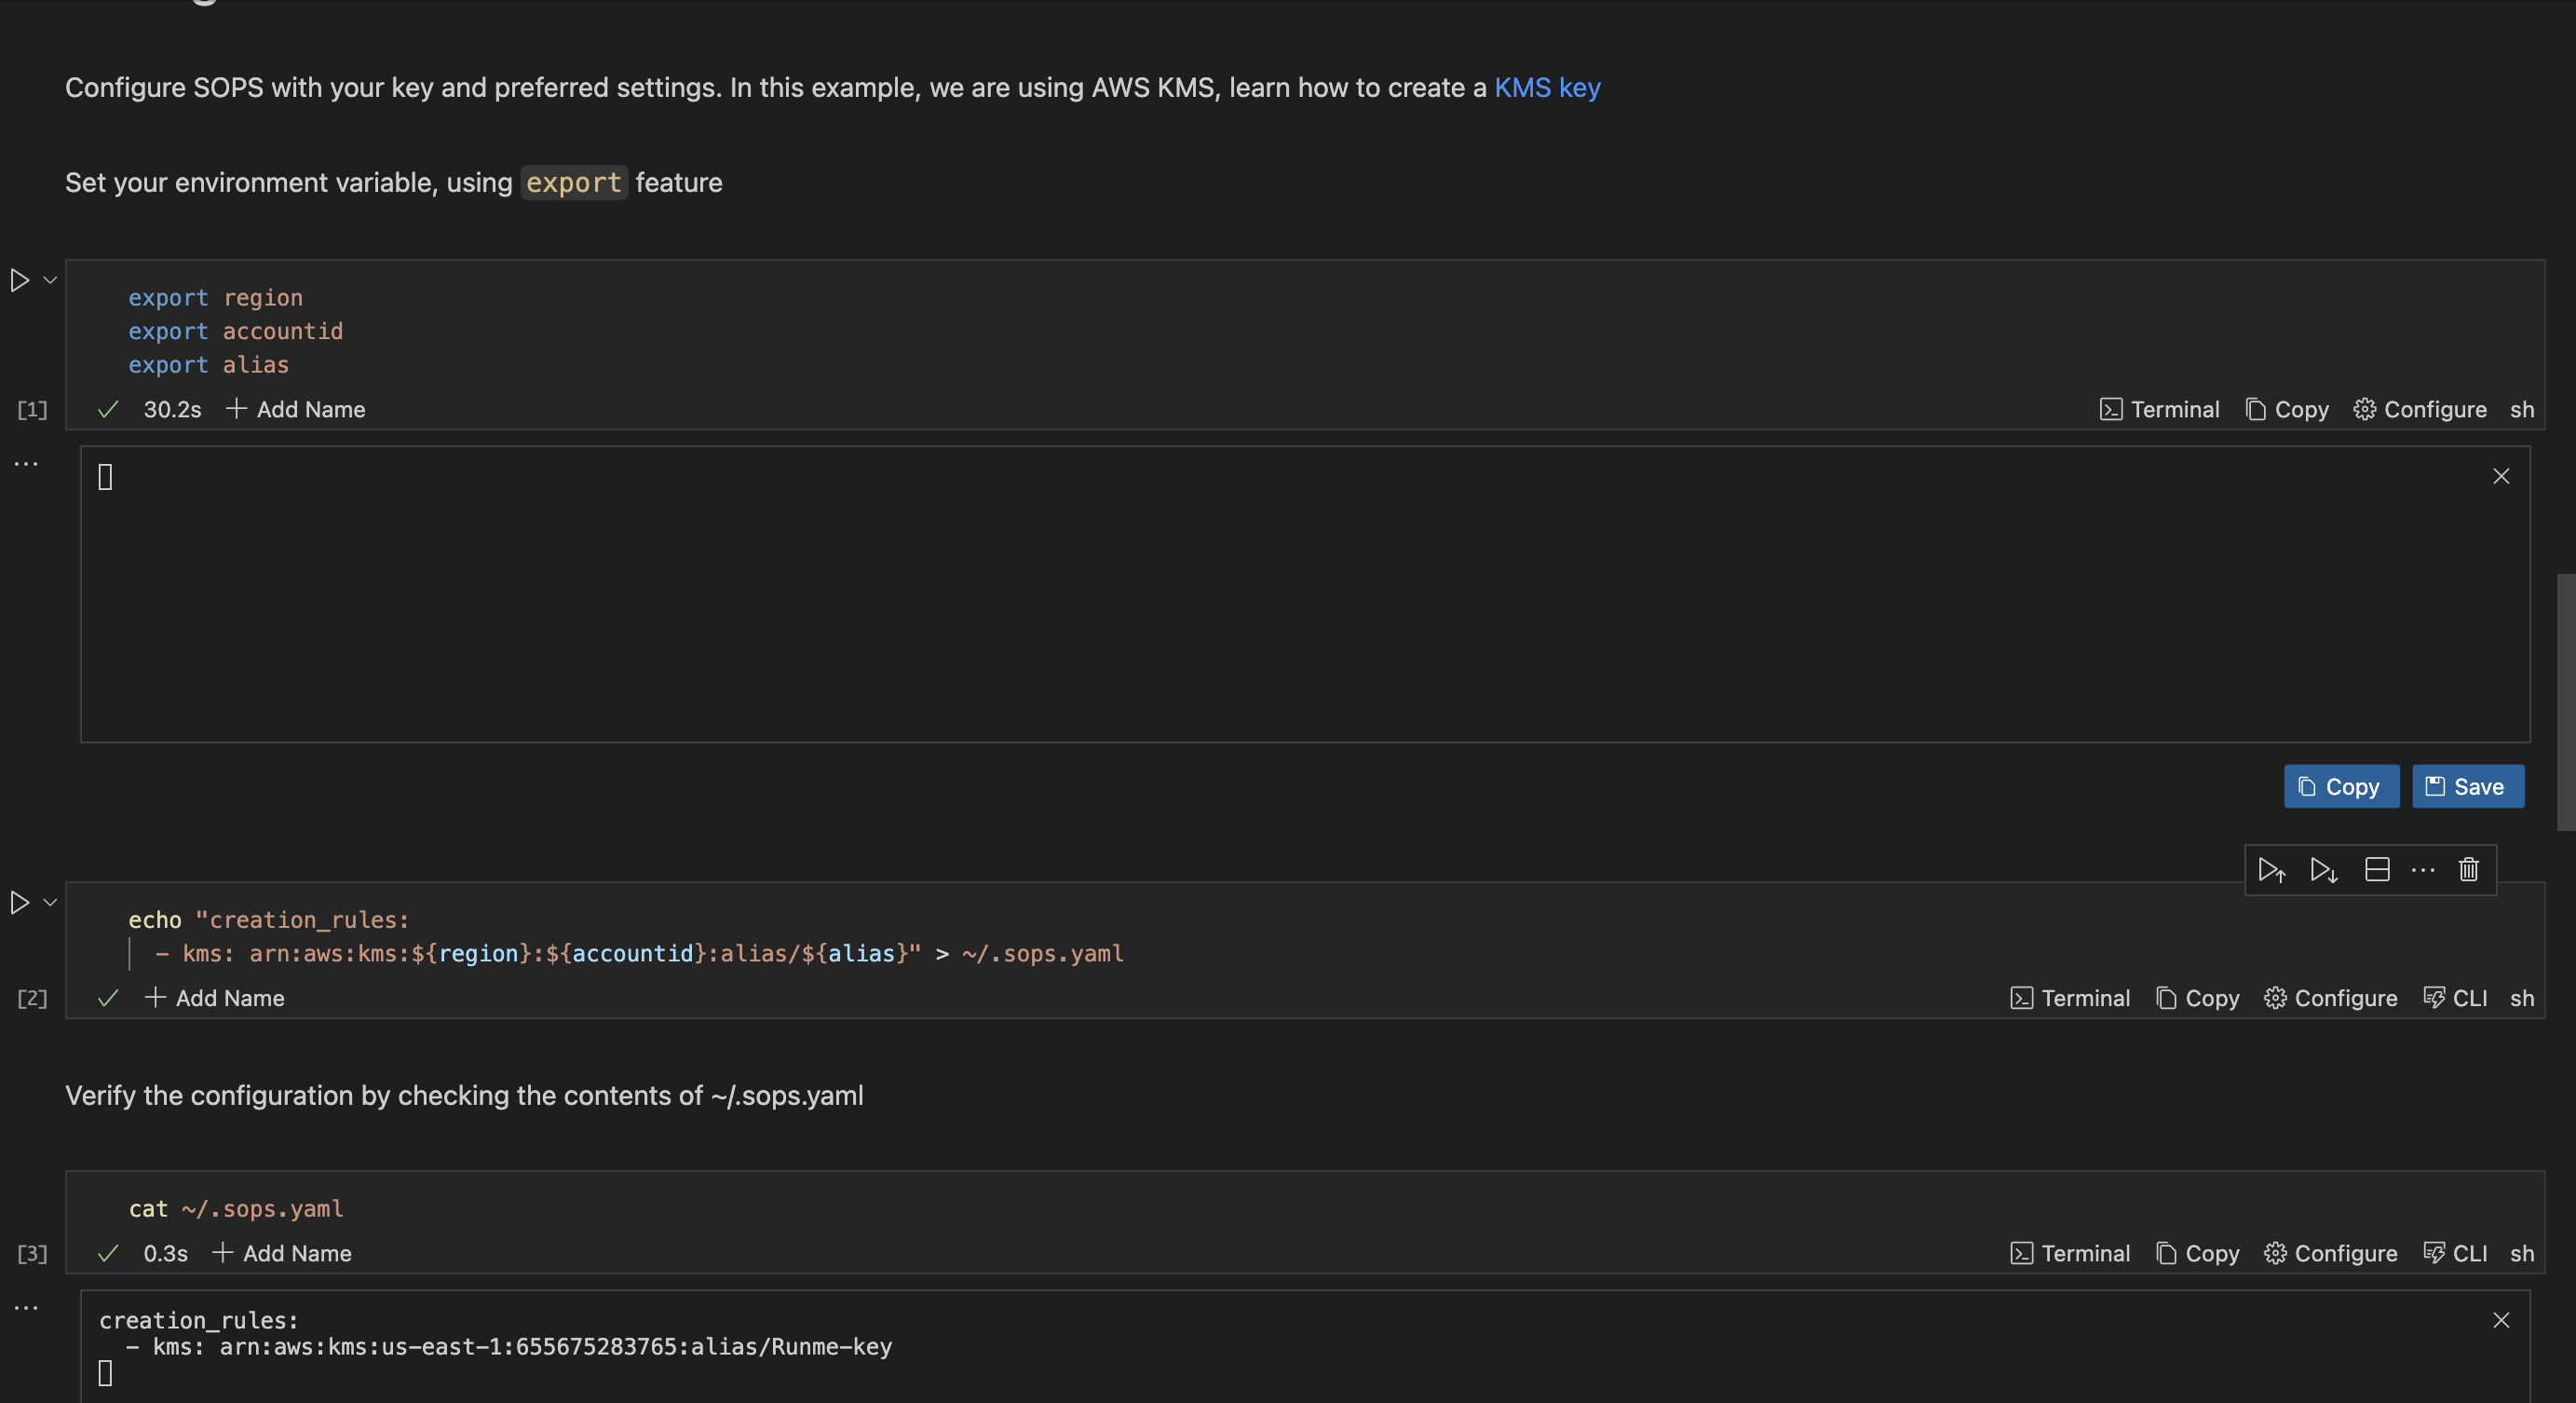 Configure SOPS with your key and preferred settings. In this example, we are using AWS KMS, learn how to create a KMS key
Set your environment variable, using export feature
export region
export accountid
export alias
[1] 30.2s Add Name Terminal Copy Configure sh
Copy Save
echo "creation_rules:
- kms: arn:aws:kms:${region}:${accountid}:alias/${alias}" > ~/.sops.yaml
[2] Add Name Terminal Copy Configure CLI sh
Verify the configuration by checking the contents of ~/.sops.yaml
cat ~/.sops.yaml
[3] 0.3s Add Name Terminal Copy Configure CLI sh
creation_rules:
- kms: arn:aws:kms:us-east-1:655675283765:alias/Runme-key